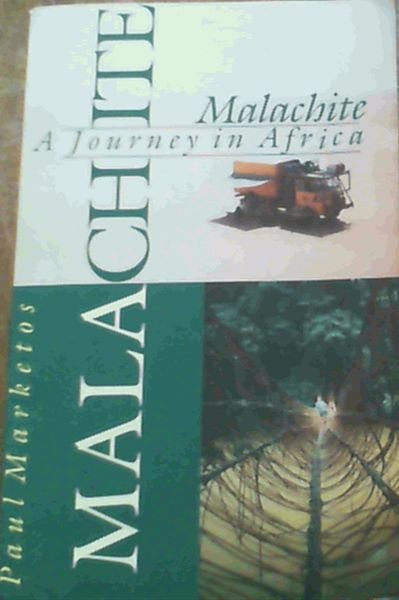 Malachite
A Journey in Africa
MALACHITE
Paul Marketos